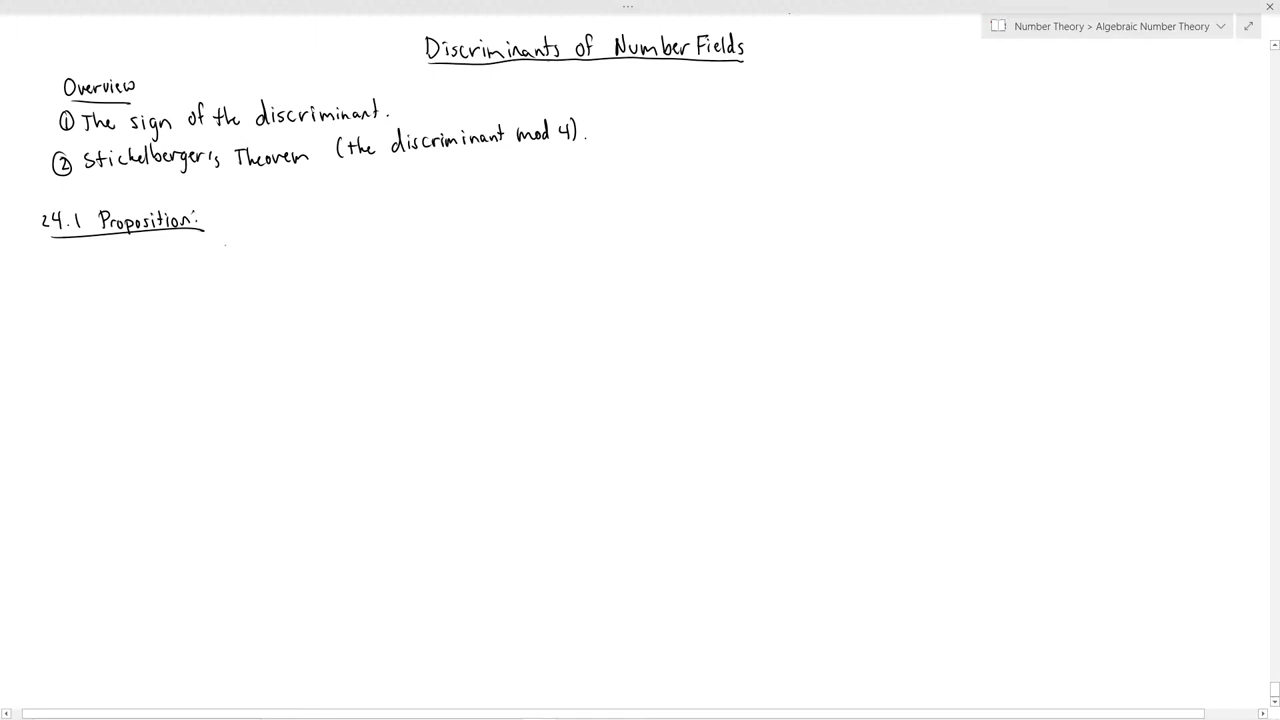 Number Theory > Algebraic Number Theory
Discriminants of Number Fields
Overview
① The sign of the discriminant.
② Stickelberger's Theorem (the discriminant mod 4).
24.1 Proposition: